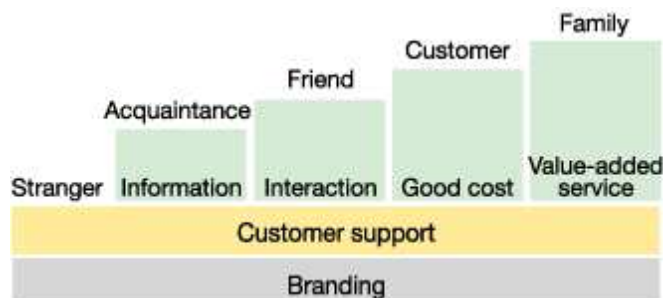 Family
Customer
Friend
Acquaintance
Stranger
Information
Interaction
Good cost
Value-added
service
Customer support
Branding